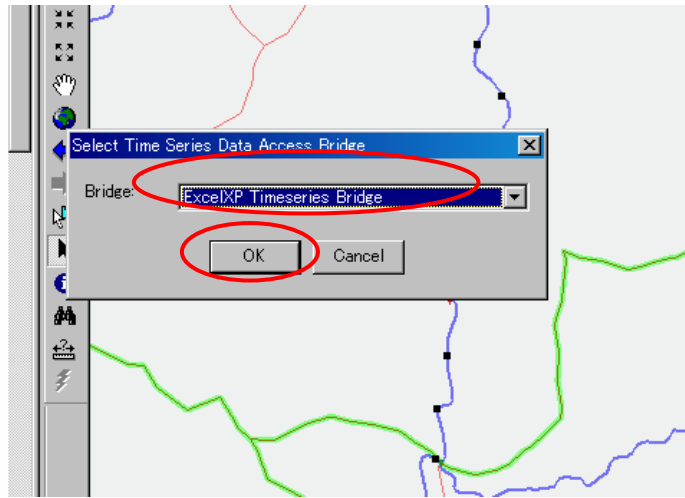 Select Time Series Data Access Bridge
Bridge:
ExcelXP Timeseries Bridge
OK
Cancel